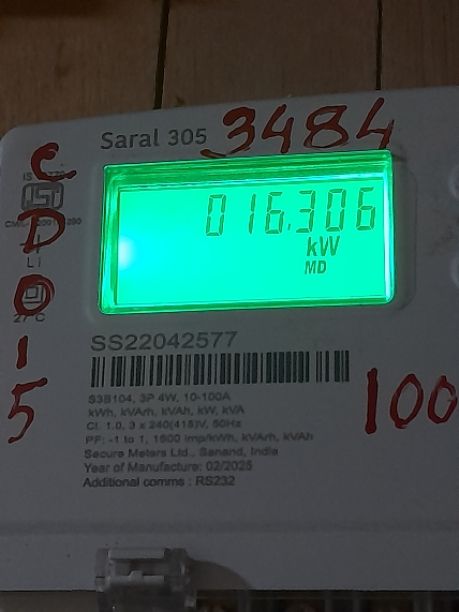 Saral 305
3484
016.306
kW
MD
C
D
0
1
5
IS
LI
27°C
SS22042577
S3B104, 3P 4W, 10-100A
kWh, kVArh, kVAh, kW, kVA
Cl. 1.0, 3 x 240(415)V, 50Hz
PF: -1 to 1, 1600 imp/kWh, kVArh, kVAh
Secure Meters Ltd., Sanand, India
Year of Manufacture: 02/2025
Additional comms : RS232
100